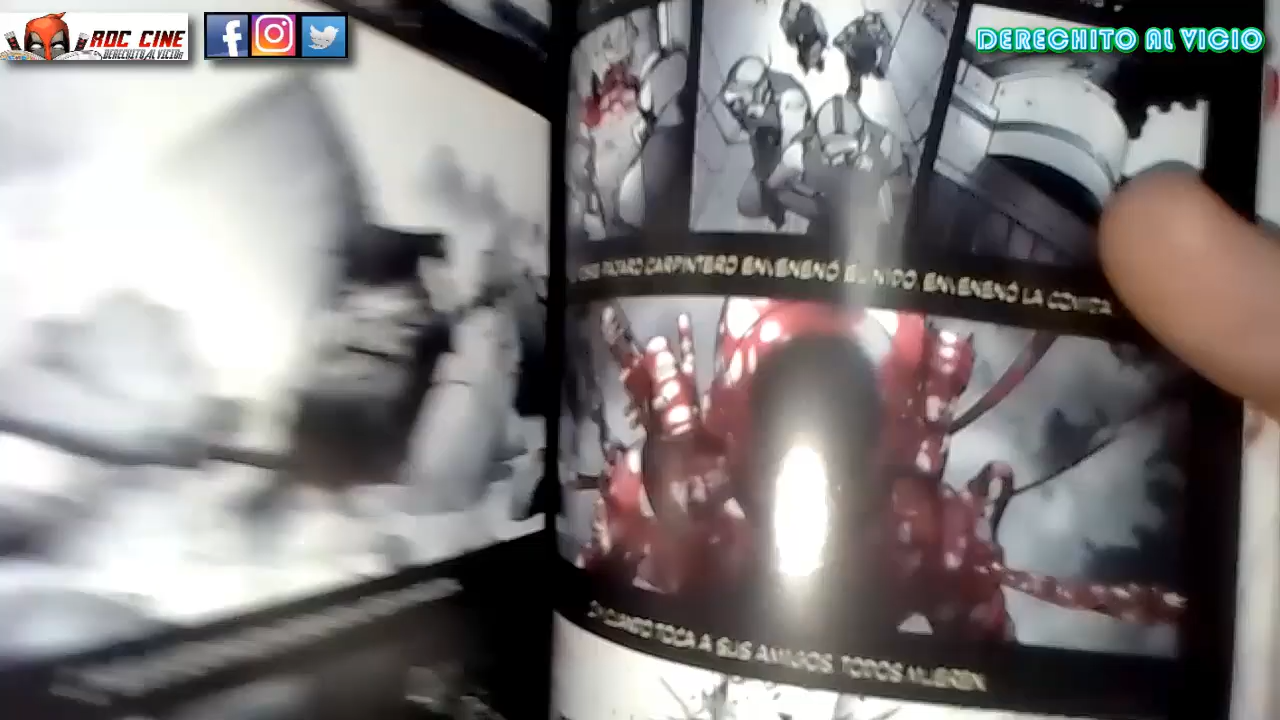 RDC CINE
DERECHITO AL VICIO
DERECHITO AL VICIO
PAJARO CARPINTERO ENVENENÓ EL NIDO. ENVENENÓ LA COMIDA.
Y CUANDO TOCA A SUS AMIGOS, TODOS MUEREN.